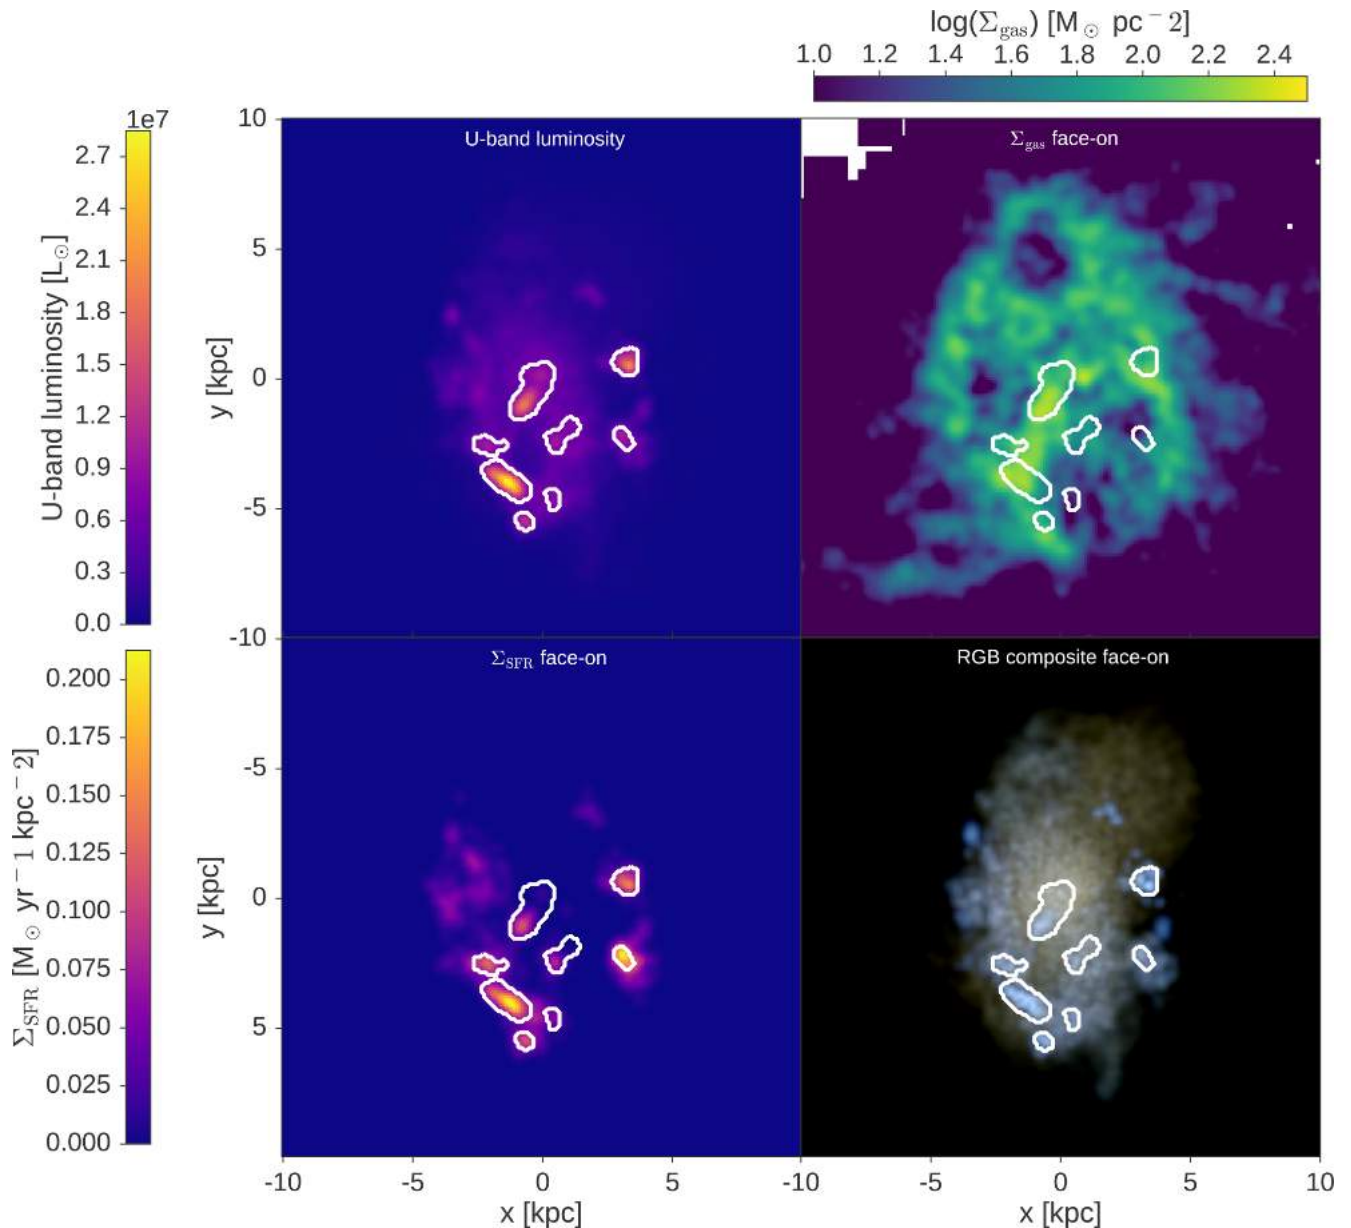 log(Σgas) [M⊙ pc⁻2]
1.0 1.2 1.4 1.6 1.8 2.0 2.2 2.4
1e7
2.7
2.4
2.1
1.8
1.5
1.2
0.9
0.6
0.3
0.0
U-band luminosity [L⊙]
10
5
0
-5
-10
y [kpc]
U-band luminosity
Σgas face-on
0.200
0.175
0.150
0.125
0.100
0.075
0.050
0.025
0.000
ΣSFR [M⊙ yr⁻1 kpc⁻2]
-5
0
5
y [kpc]
ΣSFR face-on
RGB composite face-on
-10 -5 0 5 -10 -5 0 5 10
x [kpc] x [kpc]